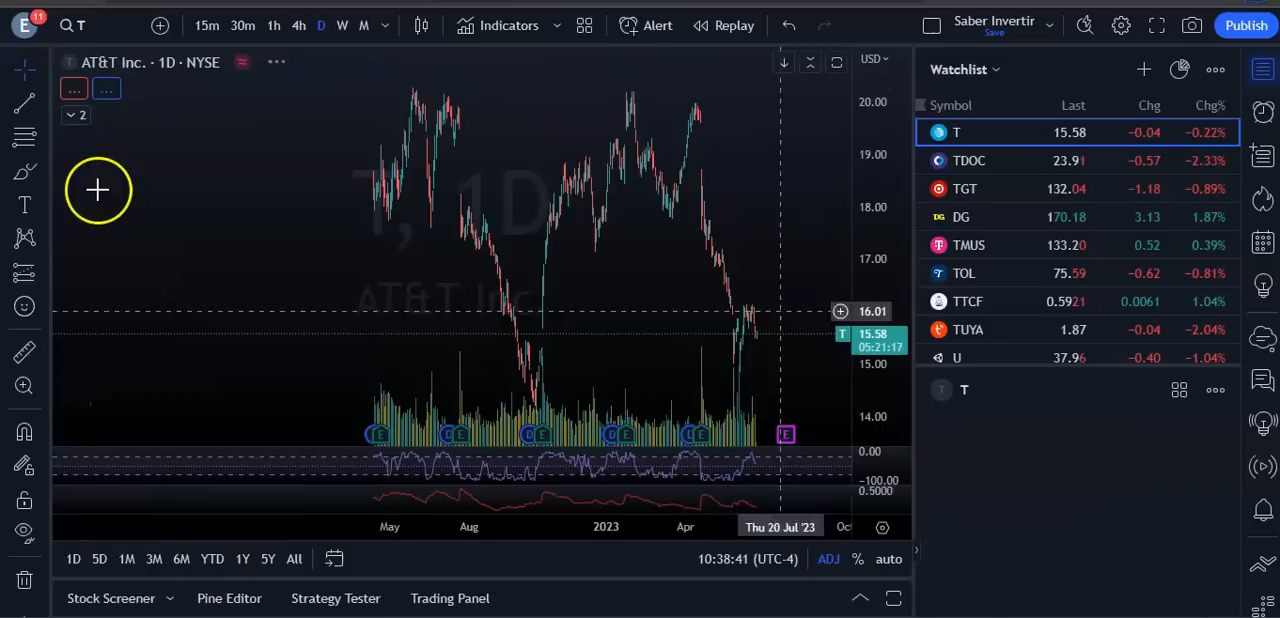 E 11 T 15m 30m 1h 4h D W M Indicators Alert Replay Saber Invertir Save Publish
T AT&T Inc. · 1D · NYSE USD
... ...
2
T, 1D
AT&T Inc.
20.00
19.00
18.00
17.00
16.01
T 15.58
05:21:17
15.00
14.00
D E D E D E D E D E E
0.00
-100.00
0.5000
May Aug 2023 Apr Thu 20 Jul '23 Oct
1D 5D 1M 3M 6M YTD 1Y 5Y All 10:38:41 (UTC-4) ADJ % auto
Stock Screener Pine Editor Strategy Tester Trading Panel
Watchlist
Symbol Last Chg Chg%
T 15.58 −0.04 −0.22%
TDOC 23.91 −0.57 −2.33%
TGT 132.04 −1.18 −0.89%
DG DG 170.18 3.13 1.87%
TMUS 133.20 0.52 0.39%
TOL 75.59 −0.62 −0.81%
TTCF 0.5921 0.0061 1.04%
TUYA 1.87 −0.04 −2.04%
U 37.96 −0.40 −1.04%
T T